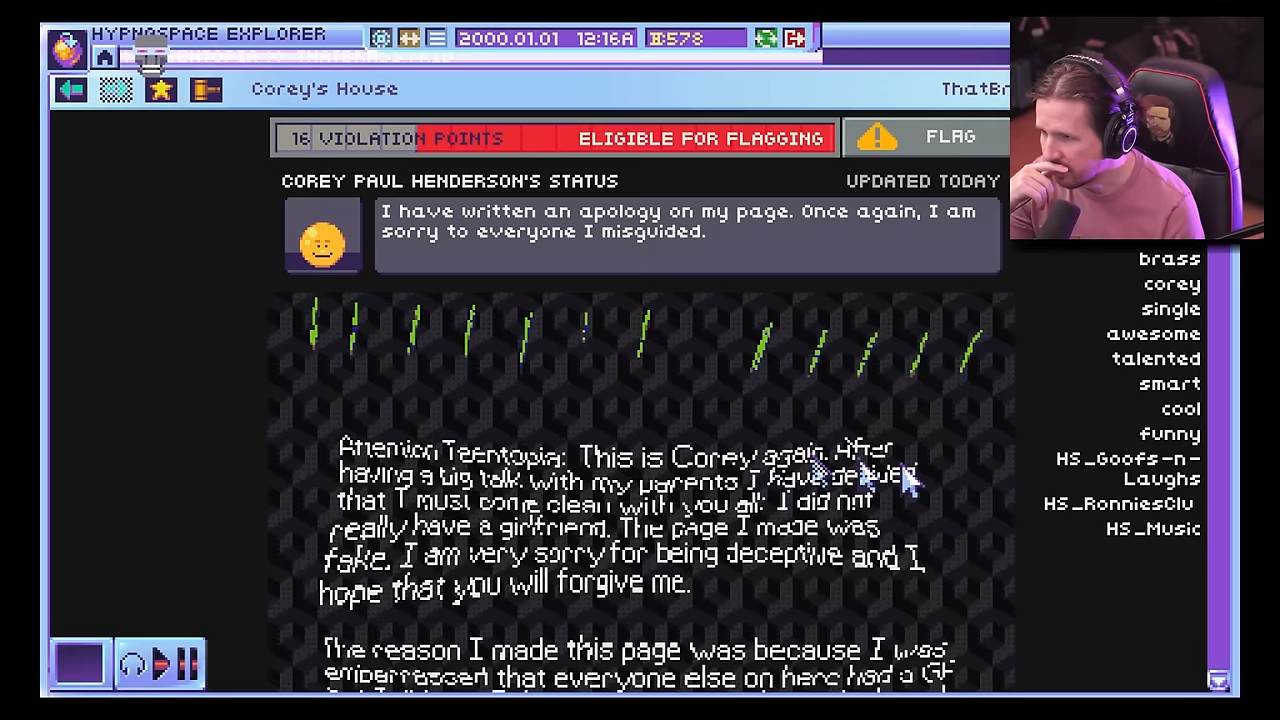 HYPNOSPACE EXPLORER
2000.01.01 12:16A
578
Corey's House
ThatBr
16 VIOLATION POINTS
ELIGIBLE FOR FLAGGING
FLAG
COREY PAUL HENDERSON'S STATUS
UPDATED TODAY
I have written an apology on my page. Once again, I am
sorry to everyone I misguided.
brass
corey
single
awesome
talented
smart
cool
funny
HS_Goofs-n-
Laughs
HS_RonniesClu
HS_Music
Attention Teentopia: This is Corey again. After
having a big talk with my parents I have decided
that I must come clean with you all: I did not
really have a girlfriend. The page I made was
fake. I am very sorry for being deceptive and I
hope that you will forgive me.
The reason I made this page was because I was
embarrassed that everyone else on here had a